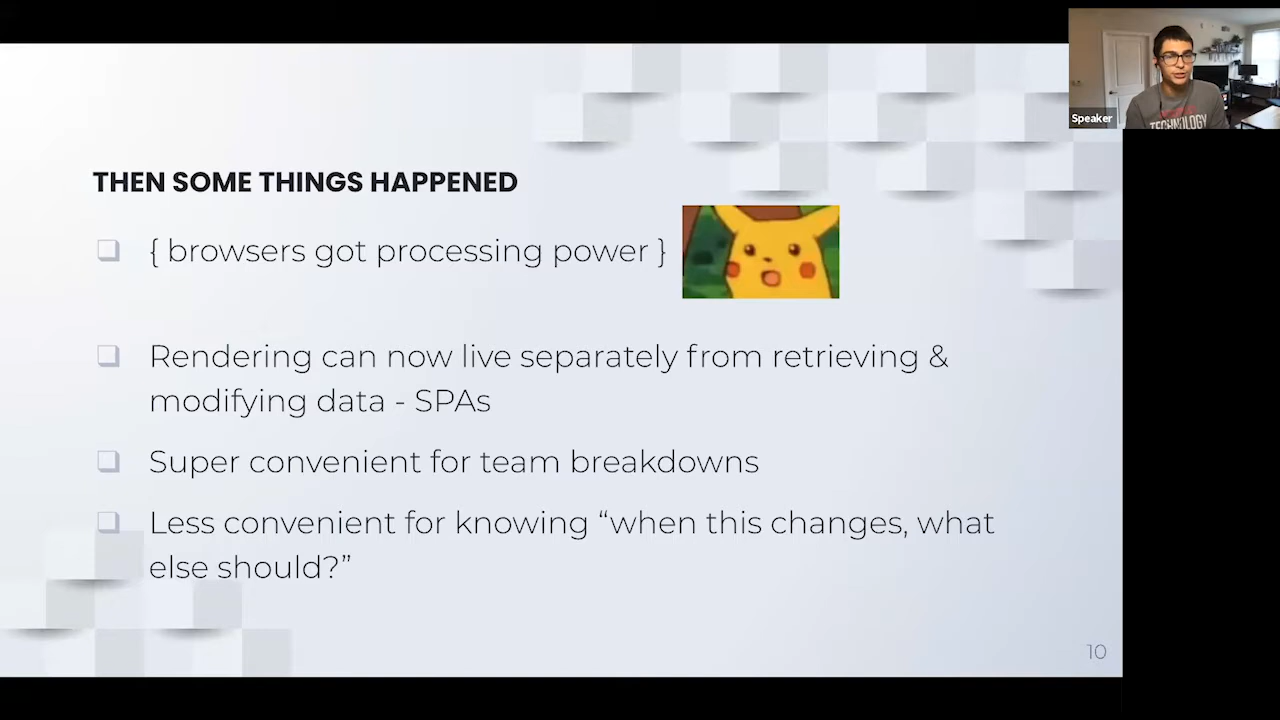 Speaker
TECHNOLOGY
THEN SOME THINGS HAPPENED
{ browsers got processing power }
Rendering can now live separately from retrieving &
modifying data - SPAs
Super convenient for team breakdowns
Less convenient for knowing “when this changes, what
else should?”
10